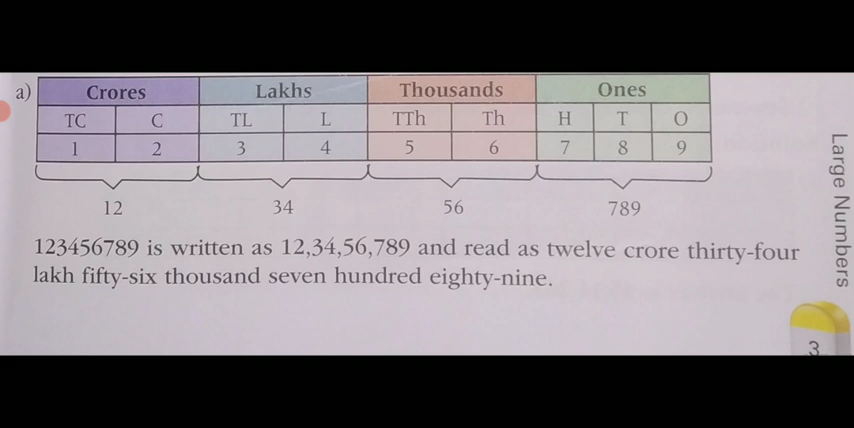 a) Crores Lakhs Thousands Ones
TC C TL L TTh Th H T O
1 2 3 4 5 6 7 8 9
12 34 56 789
123456789 is written as 12,34,56,789 and read as twelve crore thirty-four
lakh fifty-six thousand seven hundred eighty-nine.
Large Numbers
3